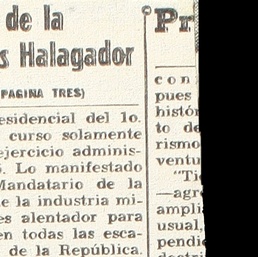 de la
s Halagador
PAGINA TRES)
esidencial del 1o.
curso solamente
ejercicio adminis-
Lo manifestado
Mandatario de la
e la industria mi-
es alentador para
en todas las esca-
de la República.
Pr
con
pues
histór
to de
rismo
ventu
"Ti
—agr
amplia
usual,
pendi